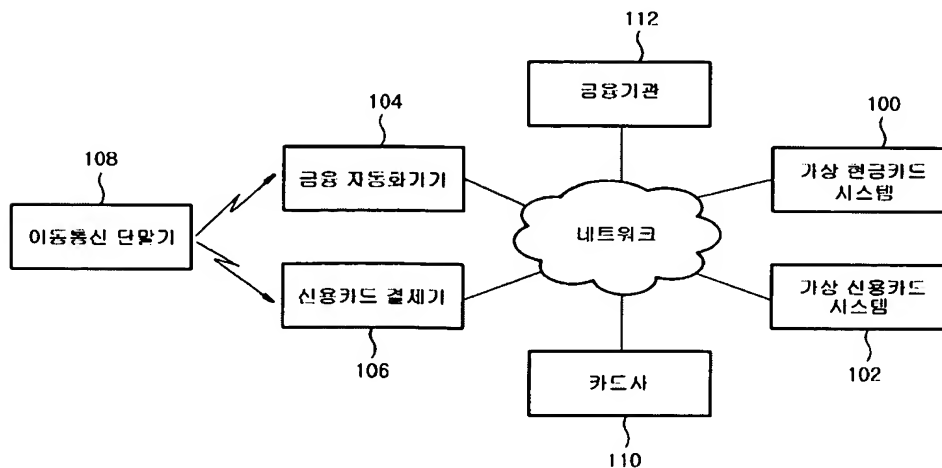 112
금융기관
104
100
108
금융 자동화기기
가상 현금카드
시스템
이동통신 단말기
네트워크
신용카드 결제기
가상 신용카드
시스템
106
카드사
102
110